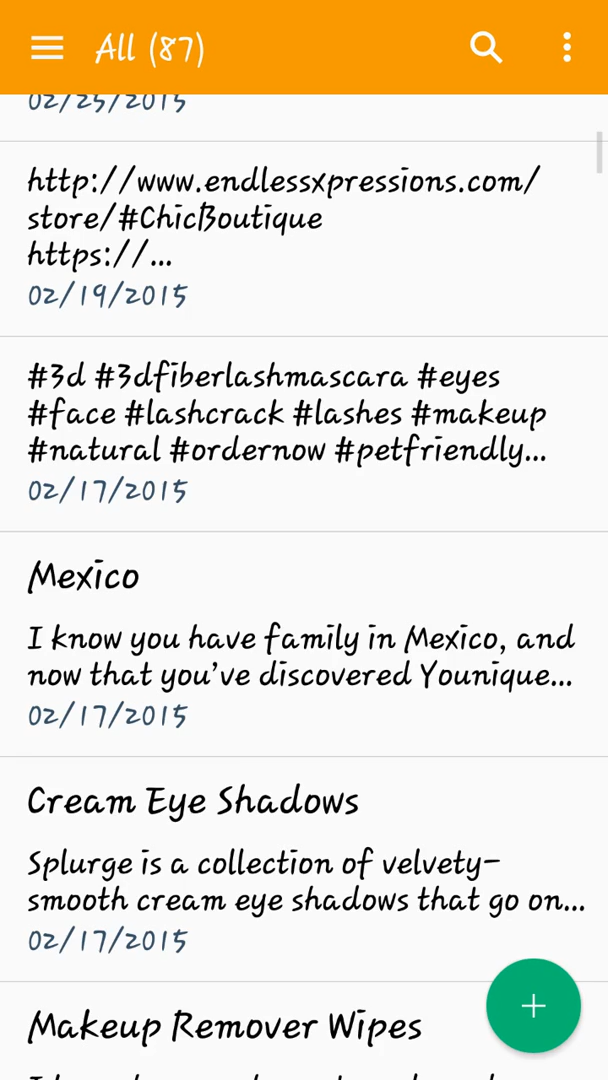 All (87)
02/25/2015
http://www.endlessxpressions.com/
store/#ChicBoutique
https://...
02/19/2015
#3d #3dfiberlashmascara #eyes
#face #lashcrack #lashes #makeup
#natural #ordernow #petfriendly...
02/17/2015
Mexico
I know you have family in Mexico, and
now that you've discovered Younique...
02/17/2015
Cream Eye Shadows
Splurge is a collection of velvety-
smooth cream eye shadows that go on...
02/17/2015
Makeup Remover Wipes